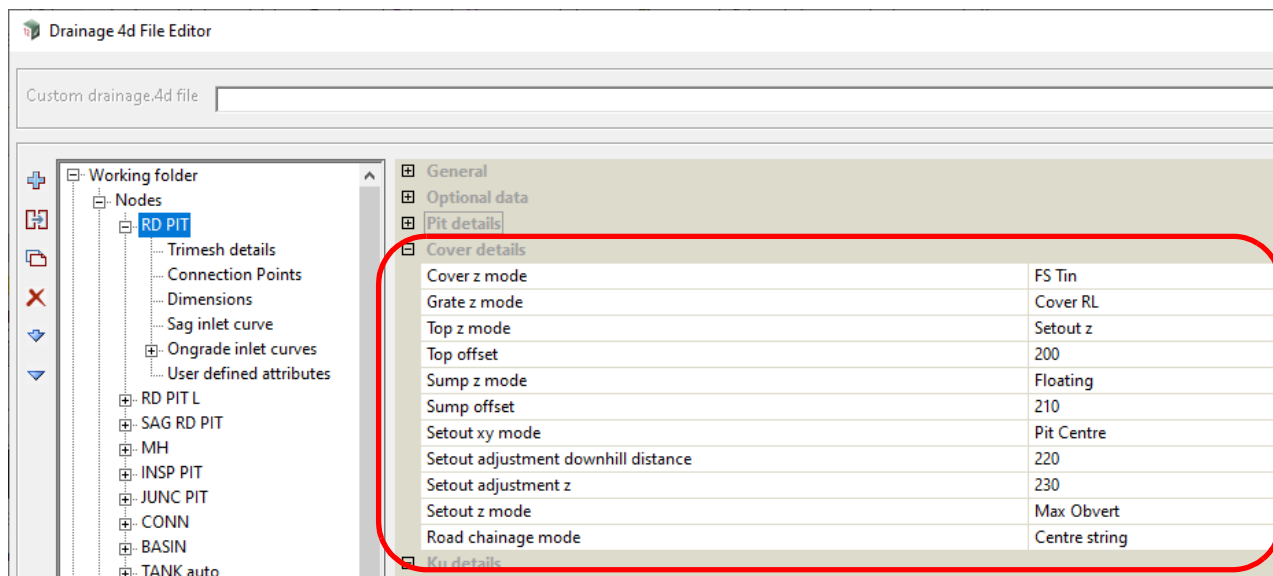 Drainage 4d File Editor
Custom drainage.4d file
Working folder
Nodes
RD PIT
Trimesh details
Connection Points
Dimensions
Sag inlet curve
Ongrade inlet curves
User defined attributes
RD PIT L
SAG RD PIT
MH
INSP PIT
JUNC PIT
CONN
BASIN
TANK auto
General
Optional data
Pit details
Cover details
Cover z mode FS Tin
Grate z mode Cover RL
Top z mode Setout z
Top offset 200
Sump z mode Floating
Sump offset 210
Setout xy mode Pit Centre
Setout adjustment downhill distance 220
Setout adjustment z 230
Setout z mode Max Obvert
Road chainage mode Centre string
Ku details